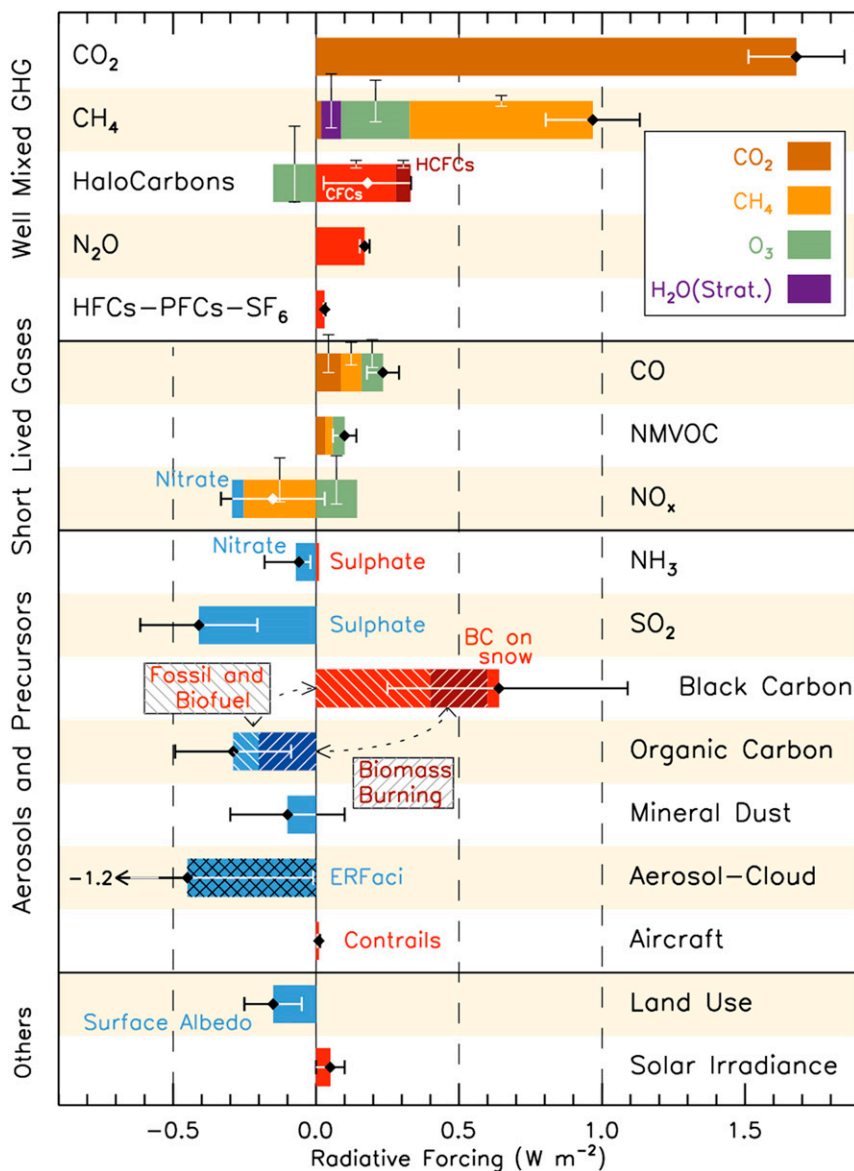 Well Mixed GHG
CO₂
CH₄
HaloCarbons
HCFCs
CFCs
N₂O
HFCs−PFCs−SF₆
CO₂
CH₄
O₃
H₂O(Strat.)
Short Lived Gases
CO
NMVOC
Nitrate
NOₓ
Aerosols and Precursors
Nitrate
Sulphate
NH₃
Sulphate
SO₂
BC on
snow
Fossil and
Biofuel
Black Carbon
Organic Carbon
Biomass
Burning
Mineral Dust
−1.2
ERFaci
Aerosol−Cloud
Contrails
Aircraft
Others
Land Use
Surface Albedo
Solar Irradiance
−0.5 0.0 0.5 1.0 1.5
Radiative Forcing (W m⁻²)